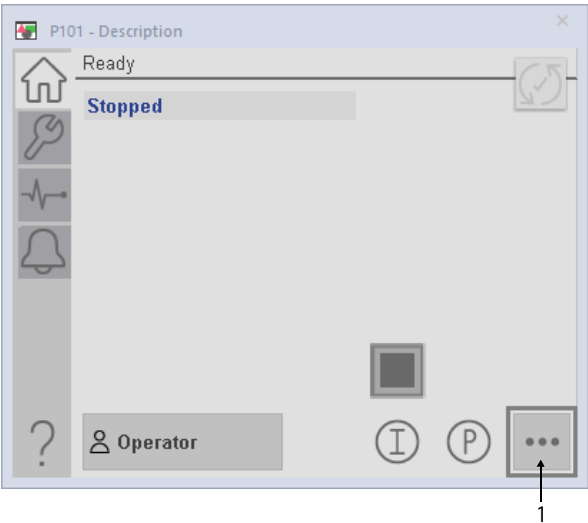 P101 - Description
Ready
Stopped
?
Operator
I
P
...
1